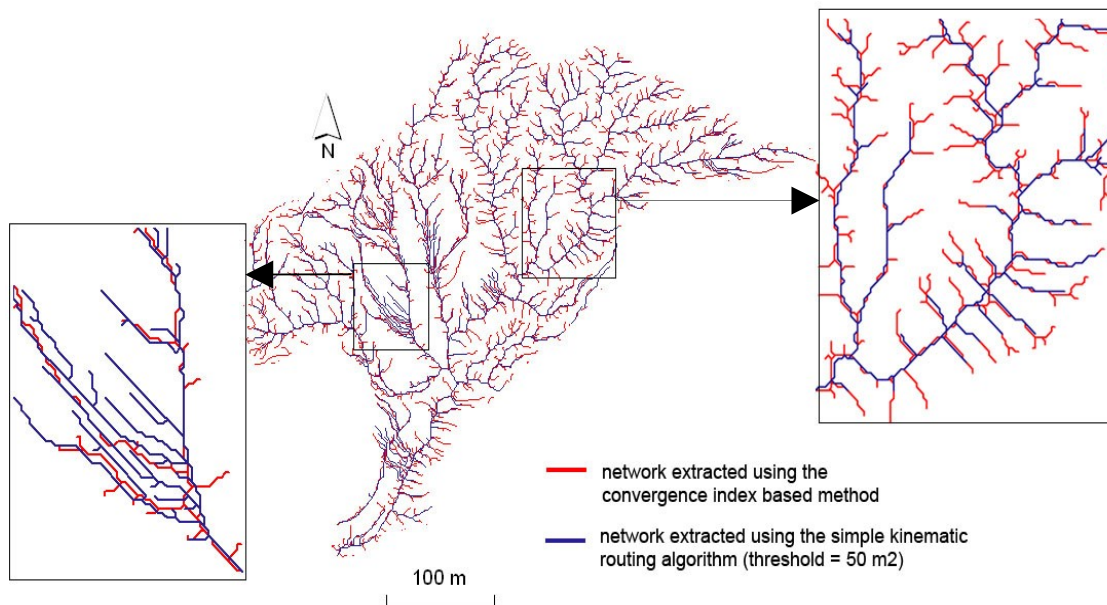 N
network extracted using the
convergence index based method
network extracted using the simple kinematic
routing algorithm (threshold = 50 m2)
100 m